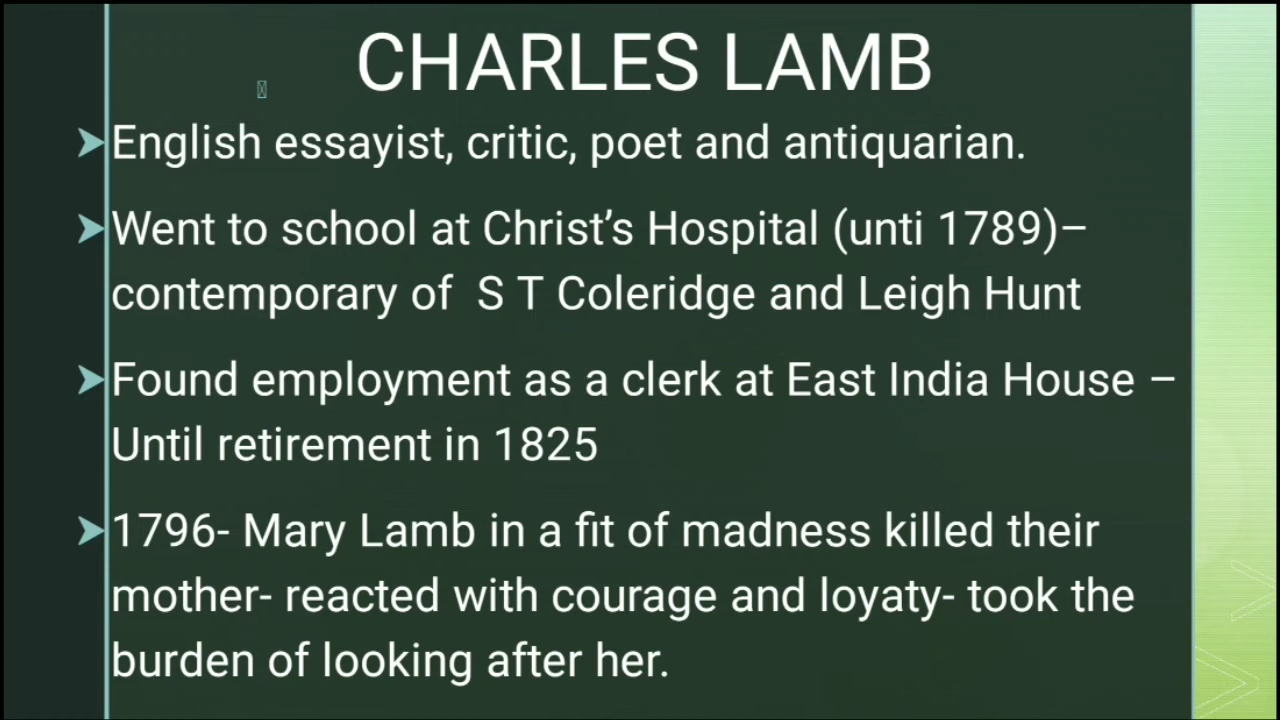 CHARLES LAMB
➤English essayist, critic, poet and antiquarian.
➤Went to school at Christ’s Hospital (unti 1789)–
contemporary of  S T Coleridge and Leigh Hunt
➤Found employment as a clerk at East India House –
Until retirement in 1825
➤1796- Mary Lamb in a fit of madness killed their
mother- reacted with courage and loyaty- took the
burden of looking after her.